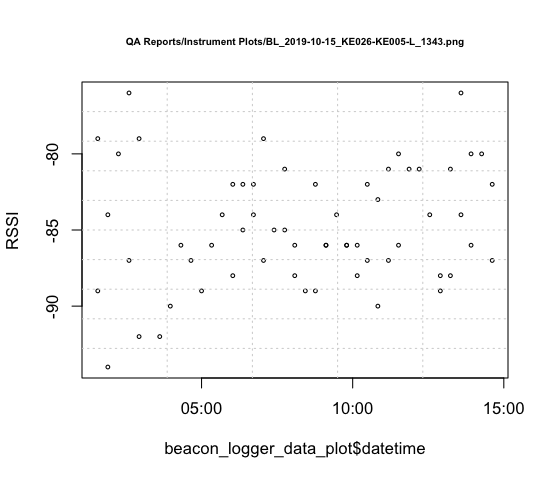 QA Reports/Instrument Plots/BL_2019-10-15_KE026-KE005-L_1343.png
-80
-85
-90
RSSI
05:00
10:00
15:00
beacon_logger_data_plot$datetime